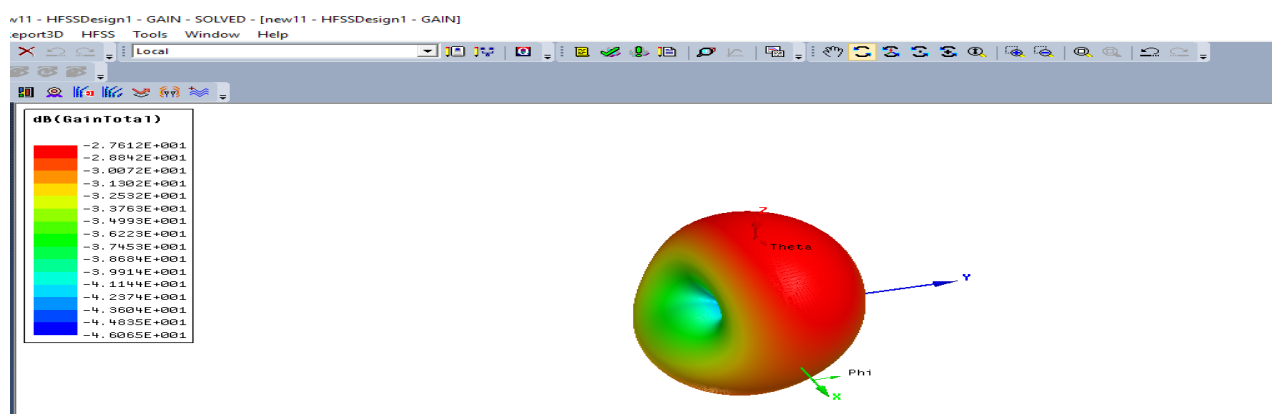 w11 - HFSSDesign1 - GAIN - SOLVED - [new11 - HFSSDesign1 - GAIN]
Report3D HFSS Tools Window Help
Local
dB(GainTotal)
-2.7612E+001
-2.8842E+001
-3.0072E+001
-3.1302E+001
-3.2532E+001
-3.3763E+001
-3.4993E+001
-3.6223E+001
-3.7453E+001
-3.8684E+001
-3.9914E+001
-4.1144E+001
-4.2374E+001
-4.3604E+001
-4.4835E+001
-4.6065E+001
Z
Theta
Y
Phi
X